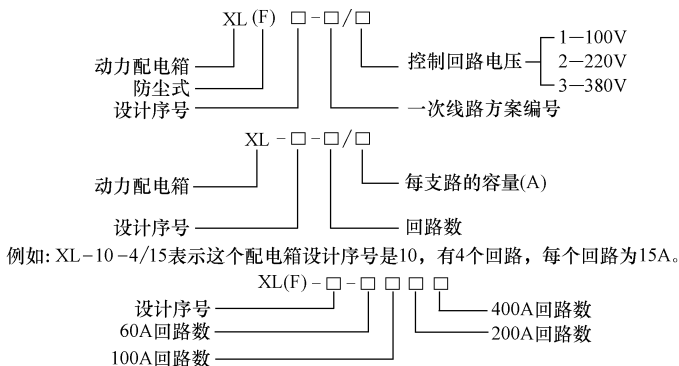 XL (F) □-□/□
动力配电箱
防尘式
设计序号
控制回路电压
1—100V
2—220V
3—380V
一次线路方案编号
XL -□-□/□
动力配电箱
设计序号
每支路的容量(A)
回路数
例如: XL-10-4/15表示这个配电箱设计序号是10，有4个回路，每个回路为15A。
XL(F)-□-□□□□
设计序号
60A回路数
100A回路数
400A回路数
200A回路数